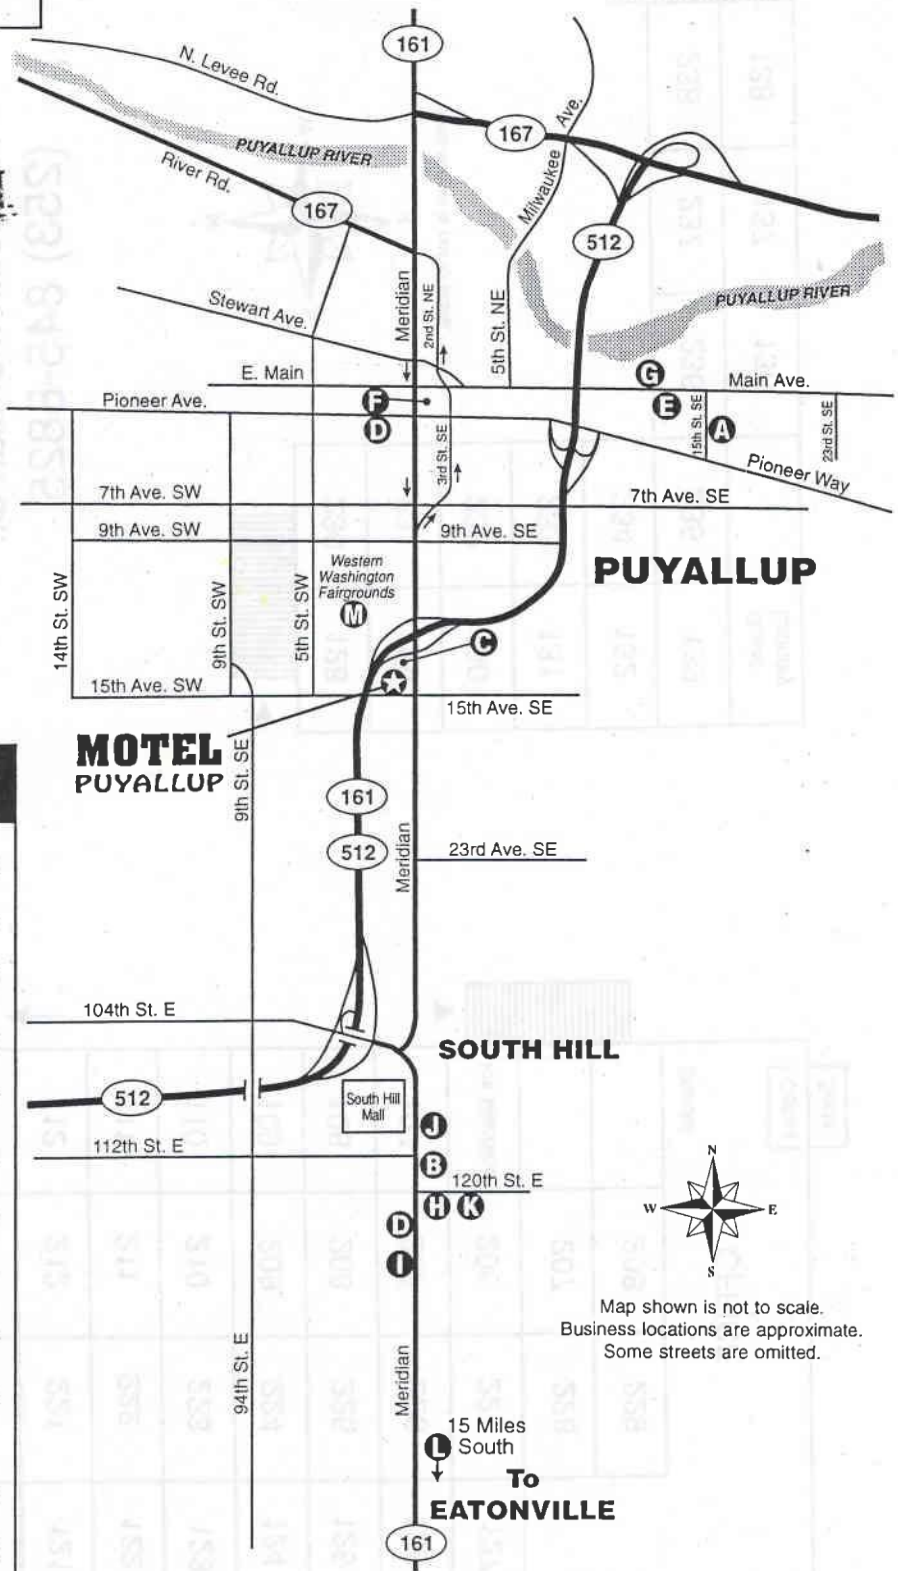 161
N. Levee Rd.
Milwaukee Ave.
167
PUYALLUP RIVER
River Rd.
167
512
Meridian
2nd St. NE
5th St. NE
PUYALLUP RIVER
Stewart Ave.
E. Main
G
Main Ave.
Pioneer Ave.
F
E
15th St. SE
A
23rd St. SE
D
3rd St. SE
Pioneer Way
7th Ave. SW
7th Ave. SE
9th Ave. SW
9th Ave. SE
Western
Washington
Fairgrounds
M
PUYALLUP
14th St. SW
9th St. SW
5th St. SW
C
15th Ave. SW
15th Ave. SE
MOTEL
PUYALLUP
9th St. SE
161
512
Meridian
23rd Ave. SE
104th St. E
SOUTH HILL
512
South Hill
Mall
J
112th St. E
B
120th St. E
H K
D
I
N
W E
S
Map shown is not to scale.
Business locations are approximate.
Some streets are omitted.
94th St. E
Meridian
15 Miles
L South
To
EATONVILLE
161
(253) 845-8825